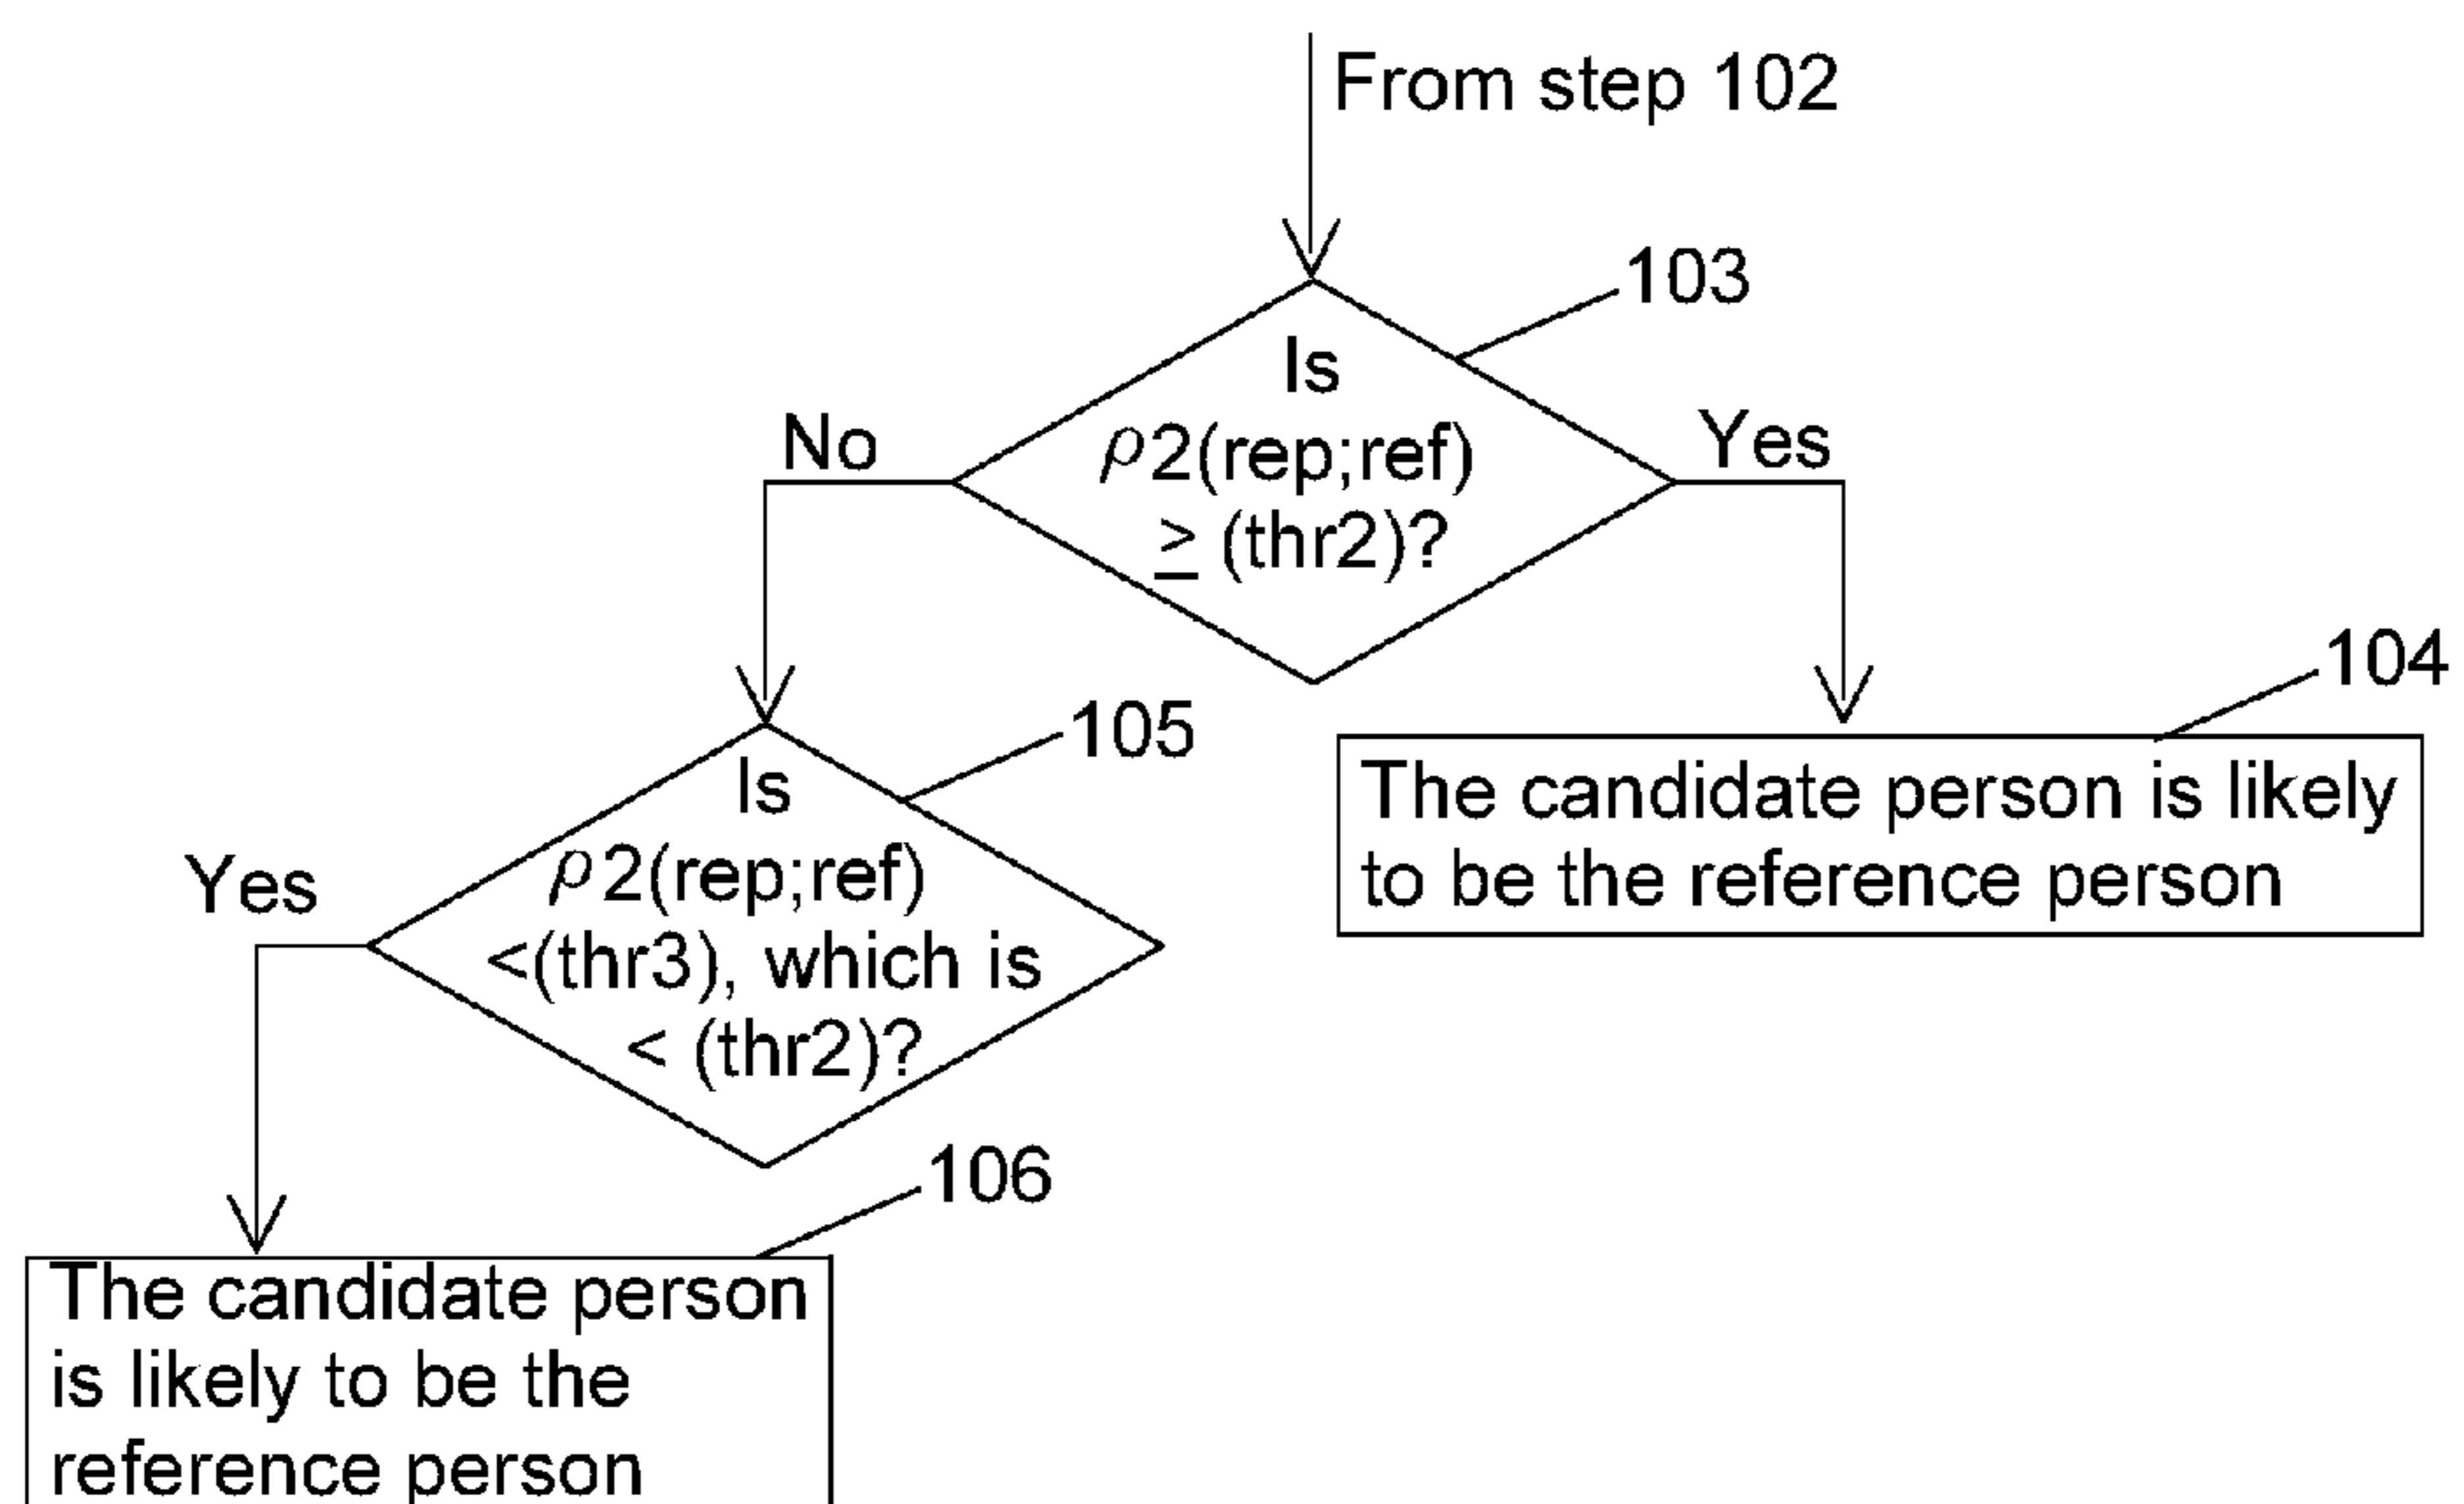 From step 102
103
Is
ρ2(rep;ref)
≥ (thr2)?
No
Yes
104
The candidate person is likely
to be the reference person
105
Is
ρ2(rep;ref)
<(thr3), which is
< (thr2)?
Yes
106
The candidate person
is likely to be the
reference person